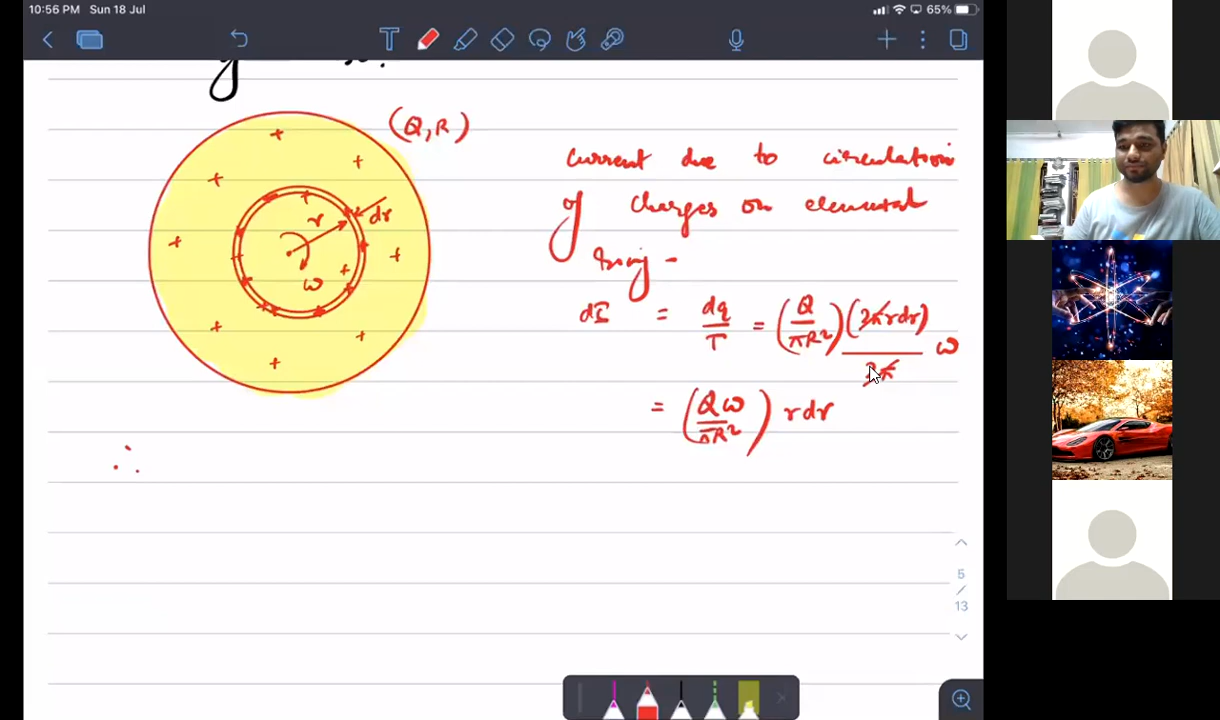 10:56 PM Sun 18 Jul
65%
(Q, R)
r
dr
ω
current due to circulation
of charges on elemental
ring -
dI = dq/T = (Q/πR²) (2πrdr)/2π ω
= (Qω/πR²) rdr
∴
5
/
13